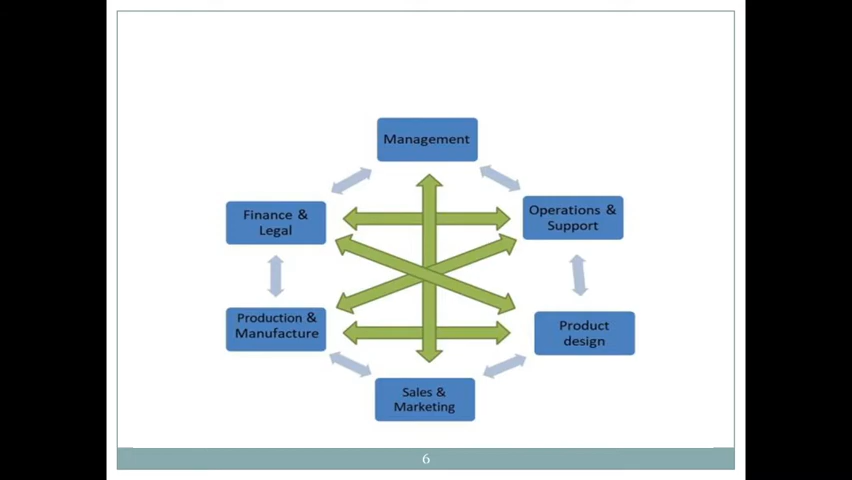 Management
Finance &
Legal
Operations &
Support
Production &
Manufacture
Product
design
Sales &
Marketing
6